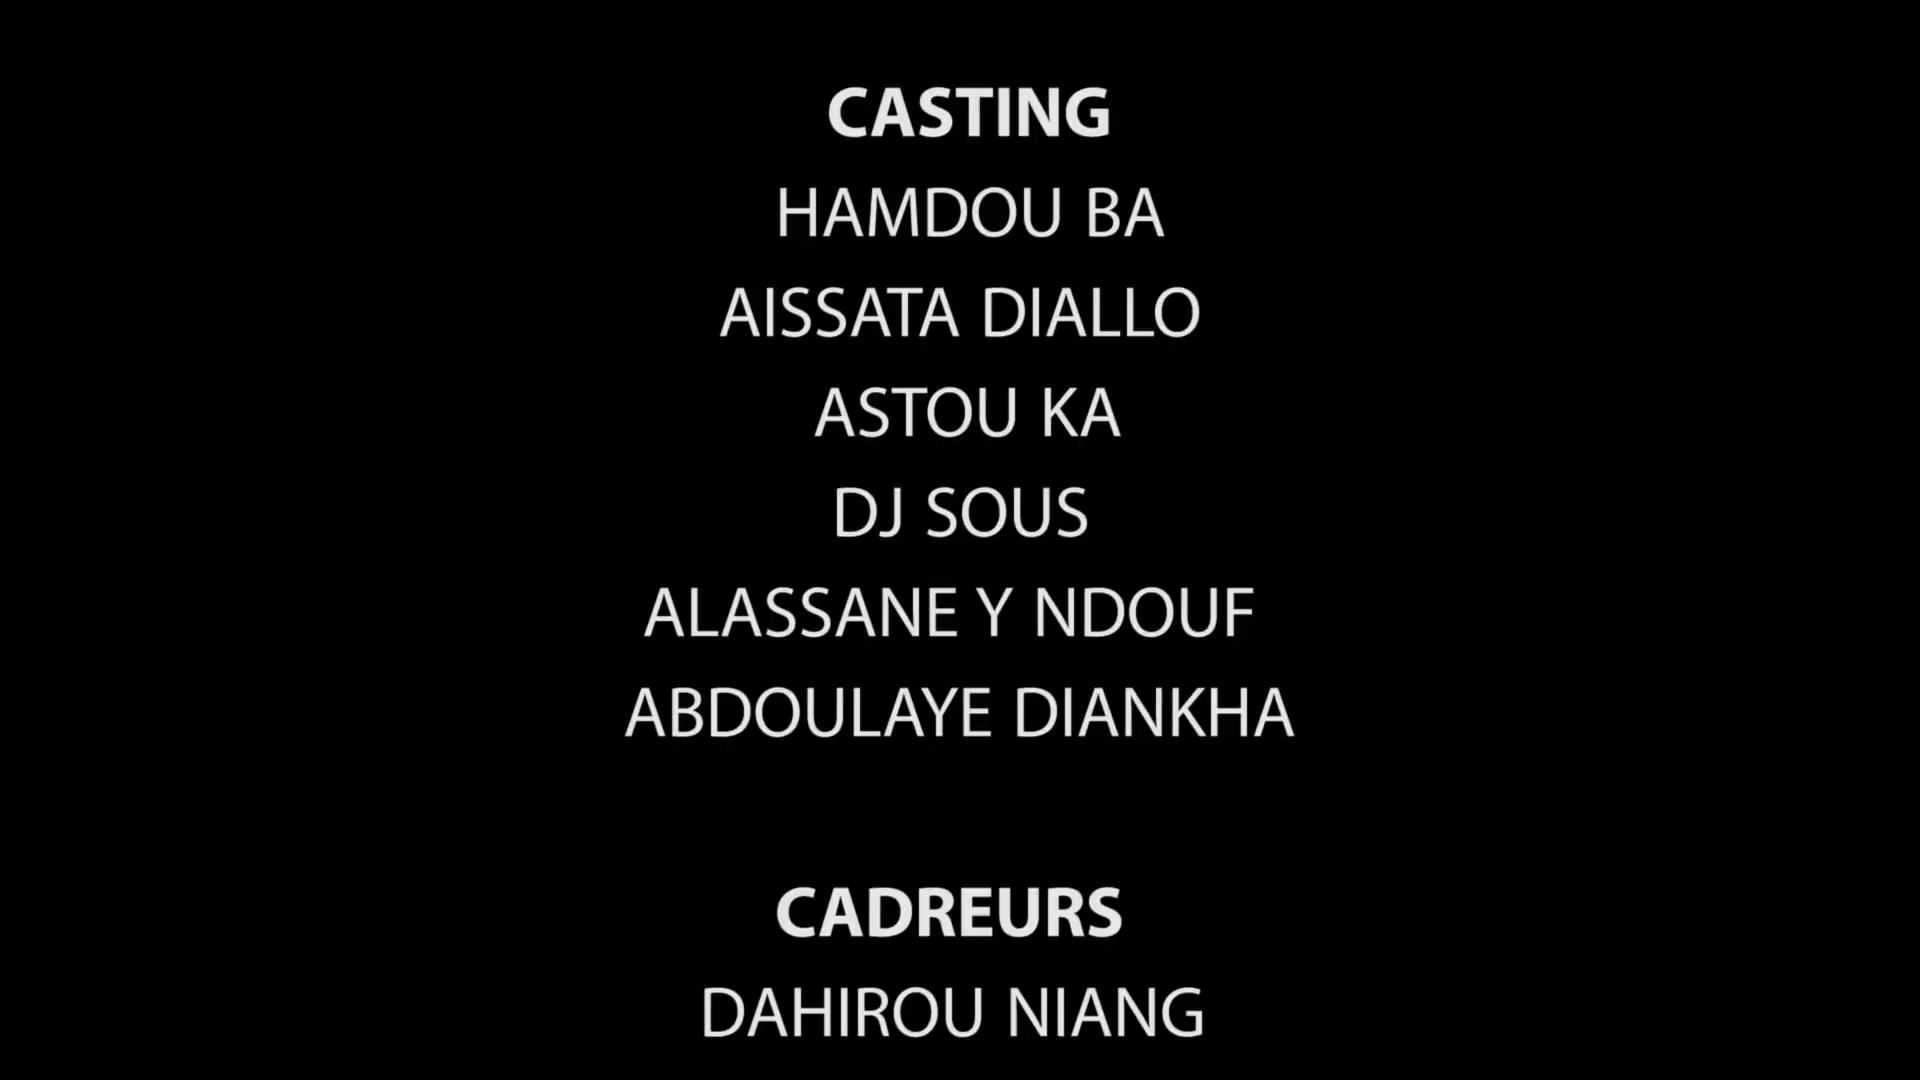 CASTING
HAMDOU BA
AISSATA DIALLO
ASTOU KA
DJ SOUS
ALASSANE Y NDOUF
ABDOULAYE DIANKHA
CADREURS
DAHIROU NIANG